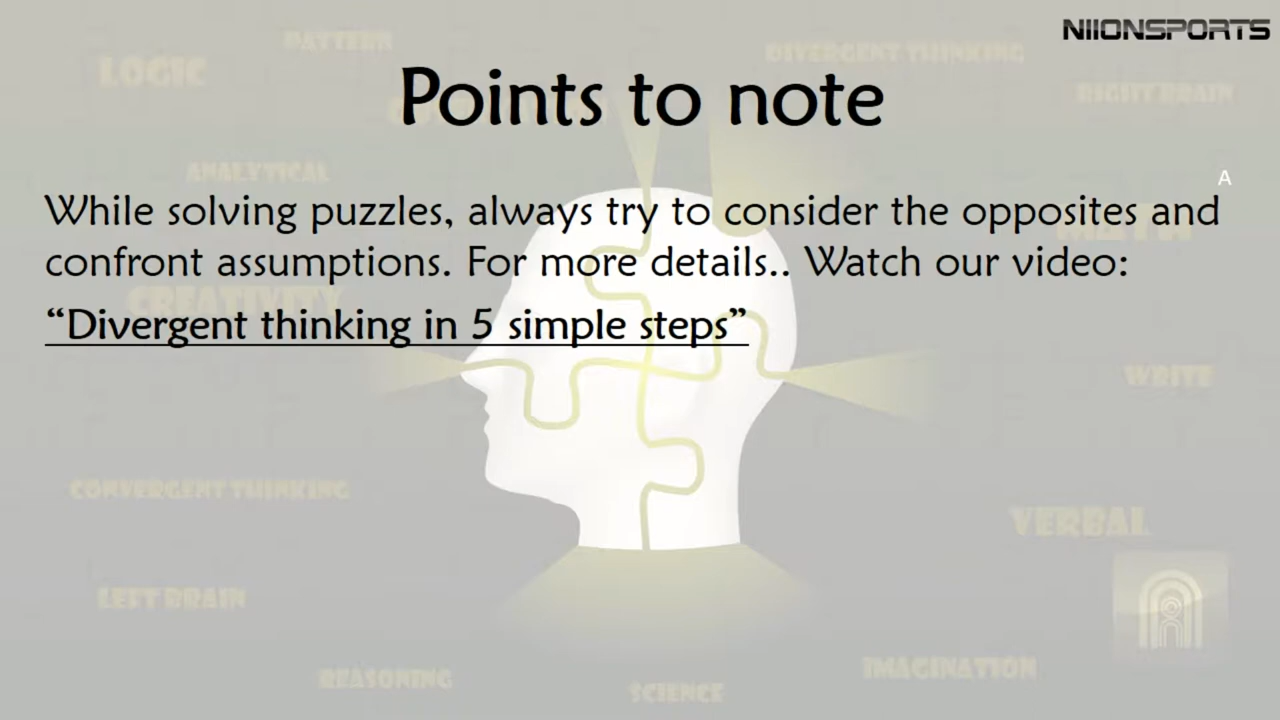 NIIONSPORTS
PATTERN
DIVERGENT THINKING
LOGIC
RIGHT BRAIN
Points to note
ANALYTICAL
A
While solving puzzles, always try to consider the opposites and
MATH
confront assumptions. For more details.. Watch our video:
CREATIVITY
“Divergent thinking in 5 simple steps”
WRITE
CONVERGENT THINKING
VERBAL
LEFT BRAIN
REASONING
SCIENCE
IMAGINATION